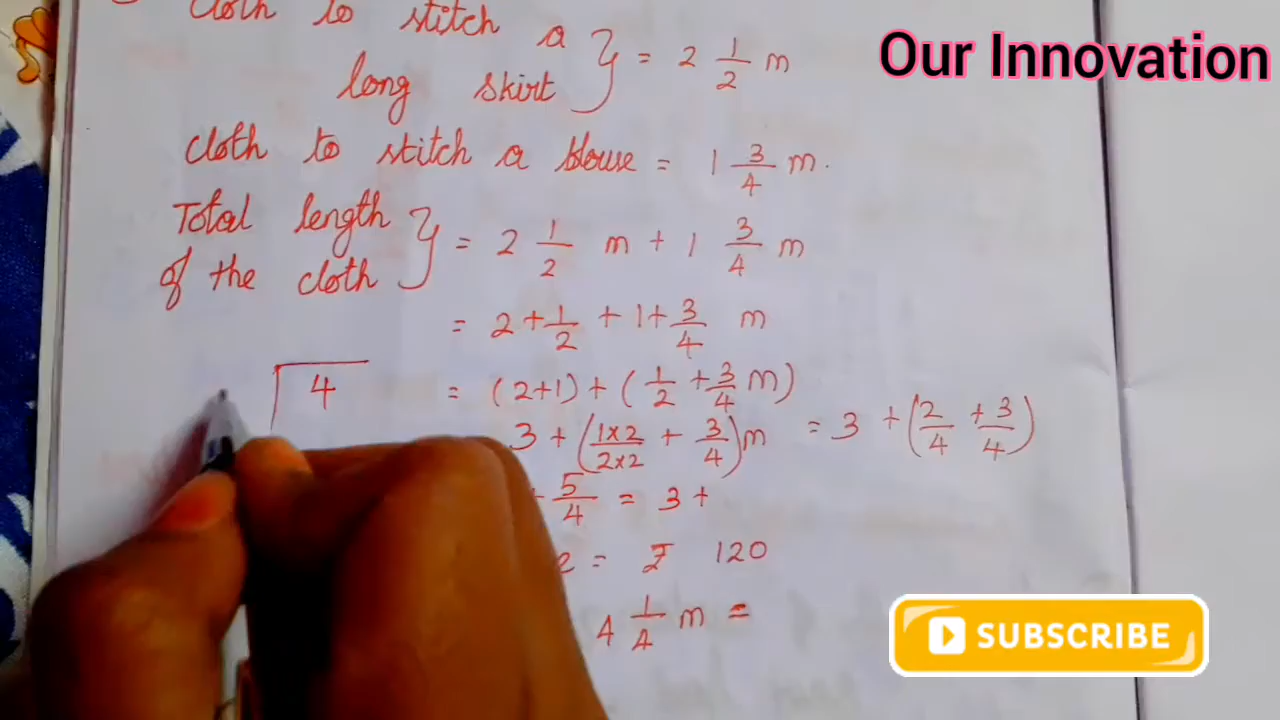 Cloth to stitch a
long skirt } = 2 1/2 m
Our Innovation
cloth to stitch a blouse = 1 3/4 m.
Total length
of the cloth } = 2 1/2 m + 1 3/4 m
= 2 + 1/2 + 1 + 3/4 m
4
= (2+1) + (1/2 + 3/4 m)
3 + (1×2/2×2 + 3/4) m = 3 + (2/4 + 3/4)
+ 5/4 = 3 +
= ₹ 120
4 1/4 m =
SUBSCRIBE